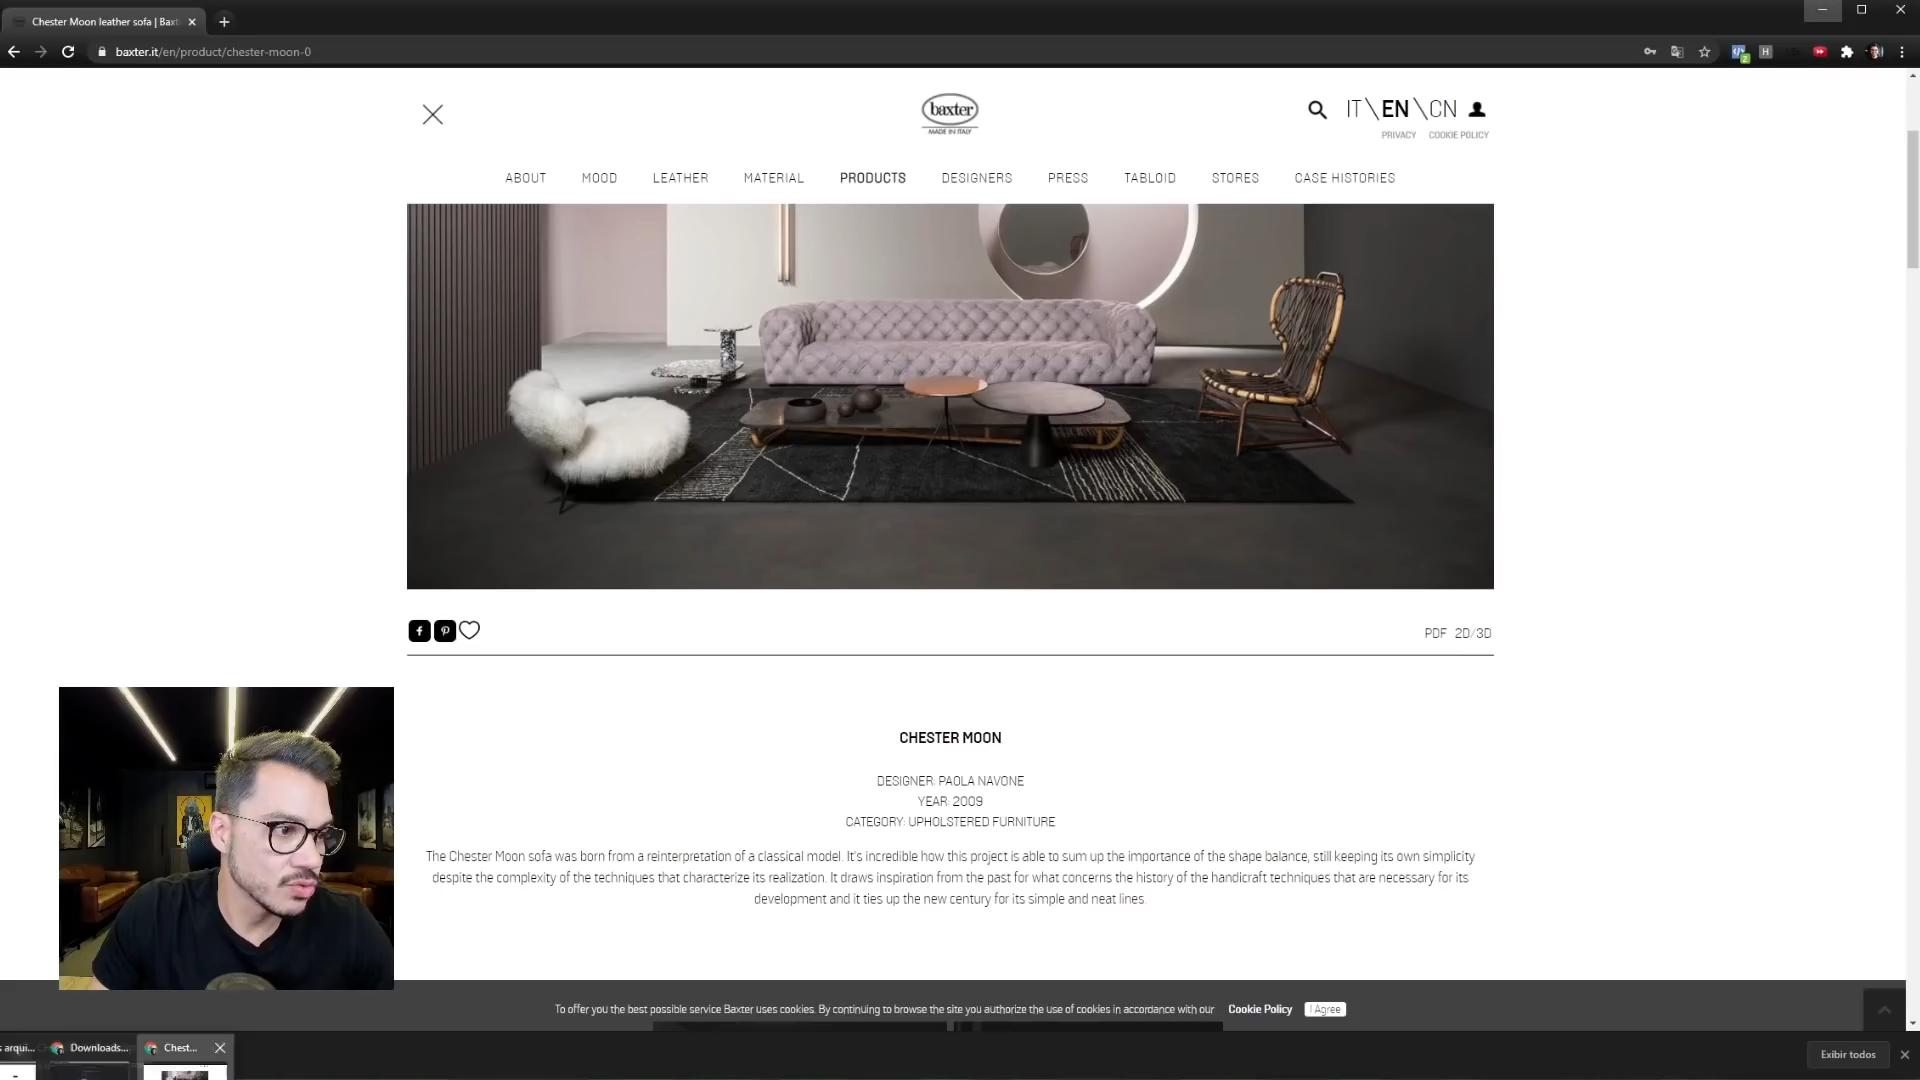 Chester Moon leather sofa | Baxt
baxter.it/en/product/chester-moon-0
baxter
MADE IN ITALY
IT \ EN \ CN
PRIVACY COOKIE POLICY
ABOUT MOOD LEATHER MATERIAL PRODUCTS DESIGNERS PRESS TABLOID STORES CASE HISTORIES
PDF 2D/3D
CHESTER MOON
DESIGNER: PAOLA NAVONE
YEAR: 2009
CATEGORY: UPHOLSTERED FURNITURE
The Chester Moon sofa was born from a reinterpretation of a classical model. It's incredible how this project is able to sum up the importance of the shape balance, still keeping its own simplicity
despite the complexity of the techniques that characterize its realization. It draws inspiration from the past for what concerns the history of the handicraft techniques that are necessary for its
development and it ties up the new century for its simple and neat lines.
To offer you the best possible service Baxter uses cookies. By continuing to browse the site you authorize the use of cookies in accordance with our Cookie Policy I Agree
s arqui... Downloads... Chest...
Exibir todos